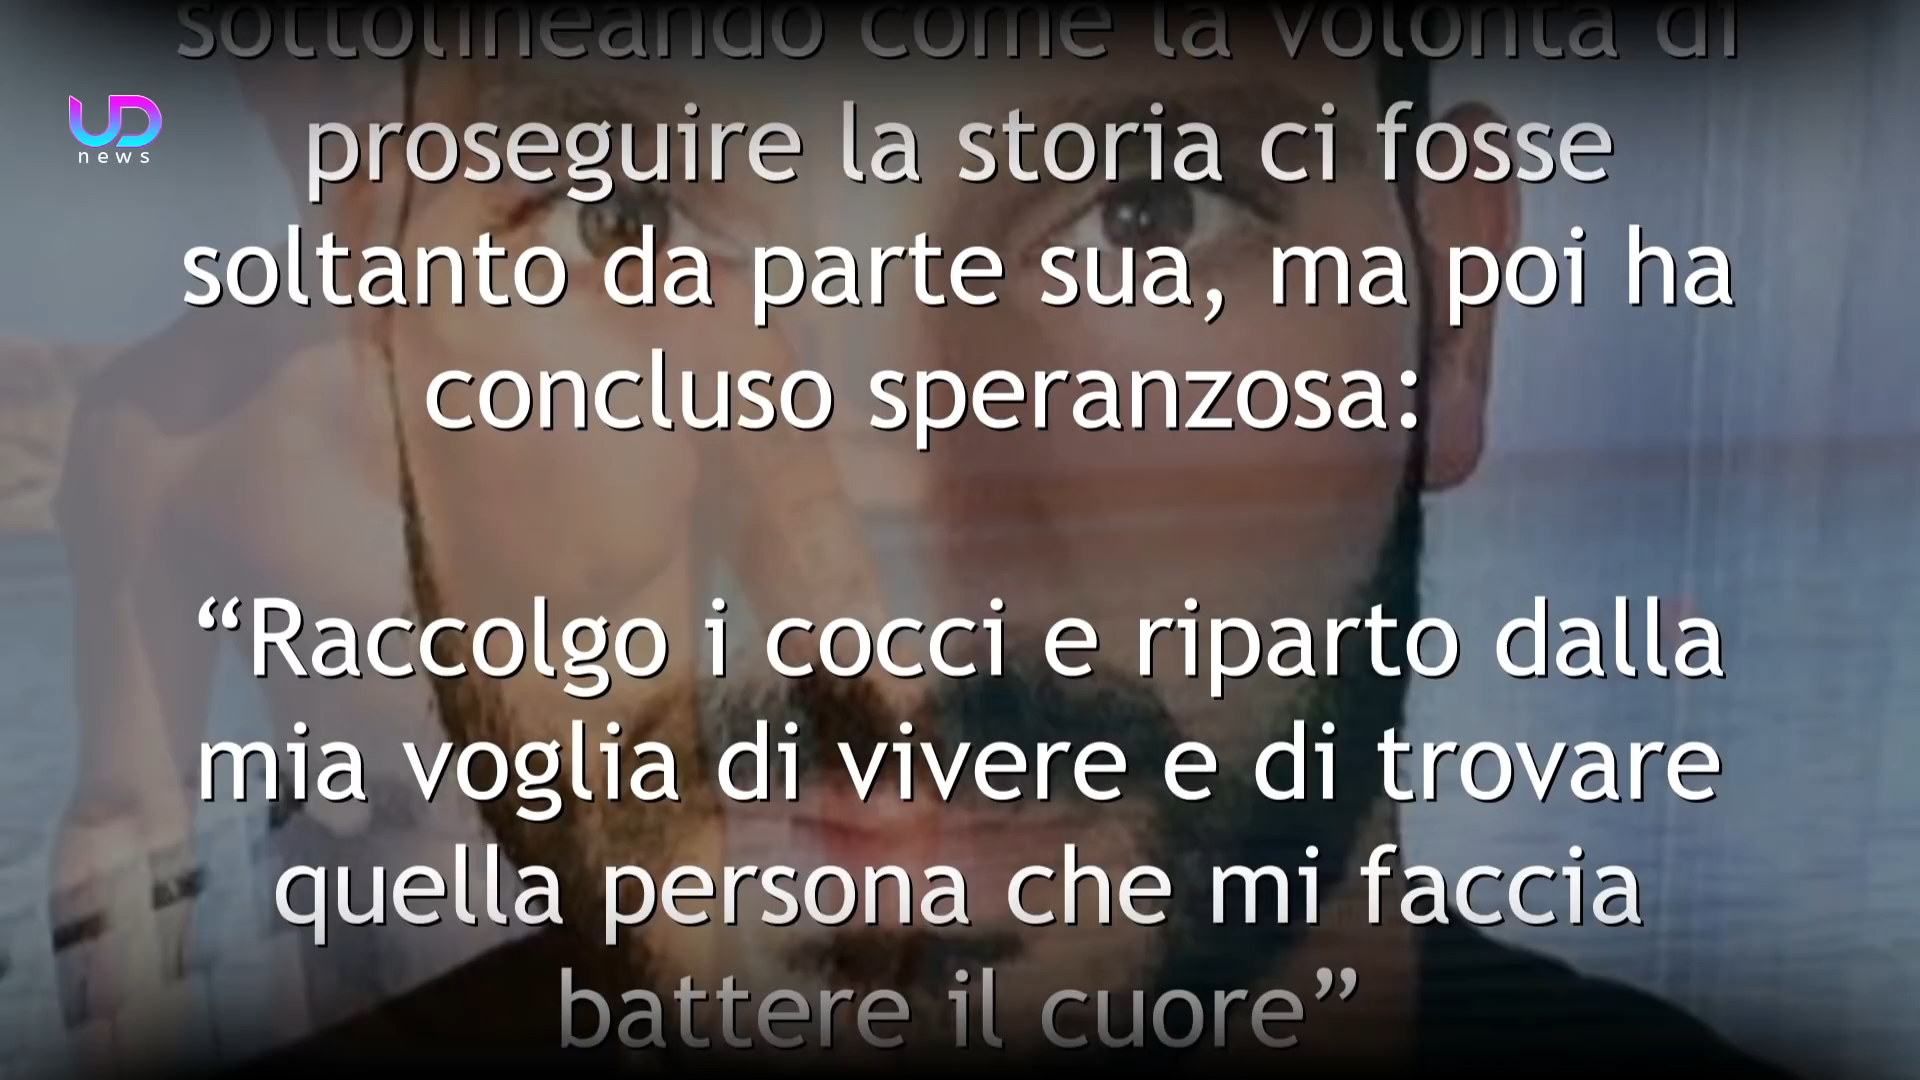 sottolineando come la volontà di
UD
news
proseguire la storia ci fosse
soltanto da parte sua, ma poi ha
concluso speranzosa:
“Raccolgo i cocci e riparto dalla
mia voglia di vivere e di trovare
quella persona che mi faccia
battere il cuore”